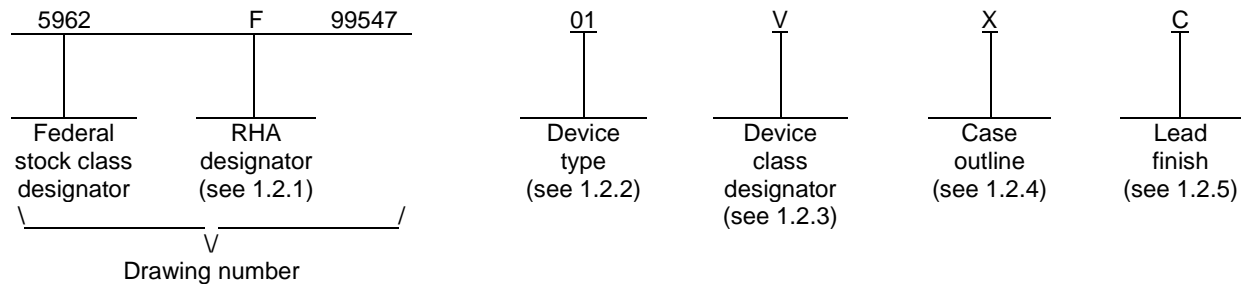 5962 F 99547 01 V X C
Federal stock class designator
RHA designator (see 1.2.1)
Device type (see 1.2.2)
Device class designator (see 1.2.3)
Case outline (see 1.2.4)
Lead finish (see 1.2.5)
Drawing number